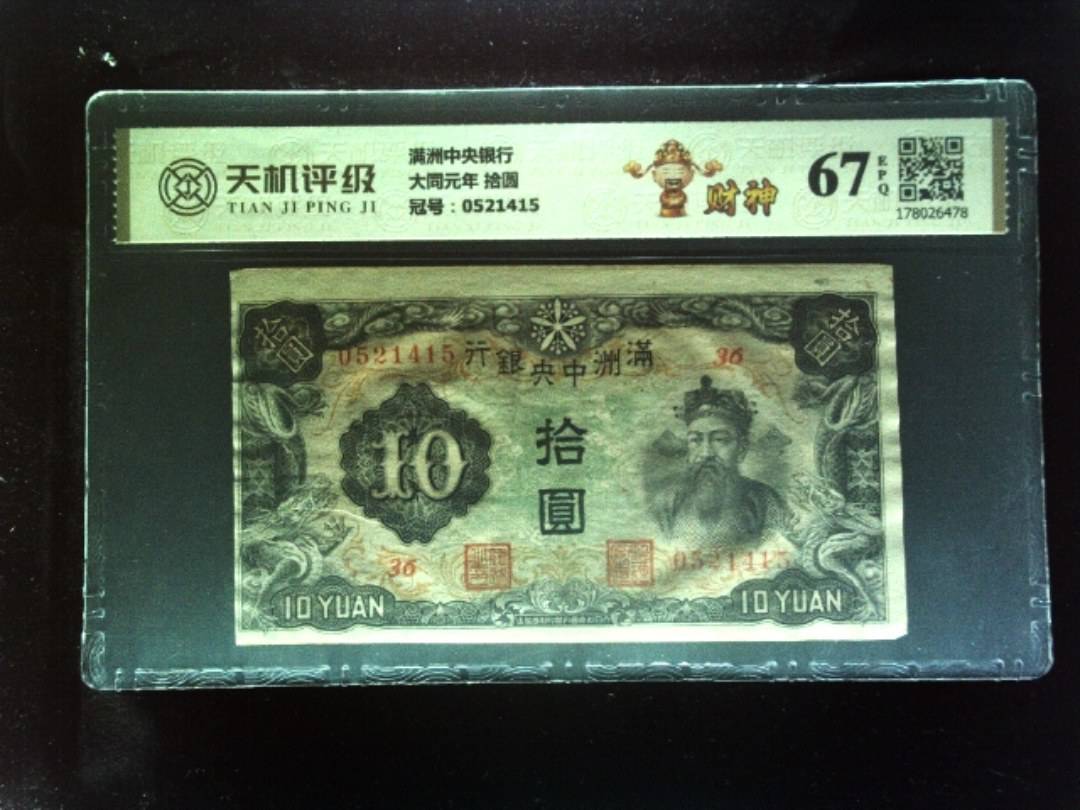 天机评级
TIAN JI PING JI
满洲中央银行
大同元年 拾圆
冠号：0521415
财神
67
EPQ
178026478
拾圓
拾圓
0521415
行銀央中洲滿
36
10
拾
圓
36
0521415
10 YUAN
10 YUAN